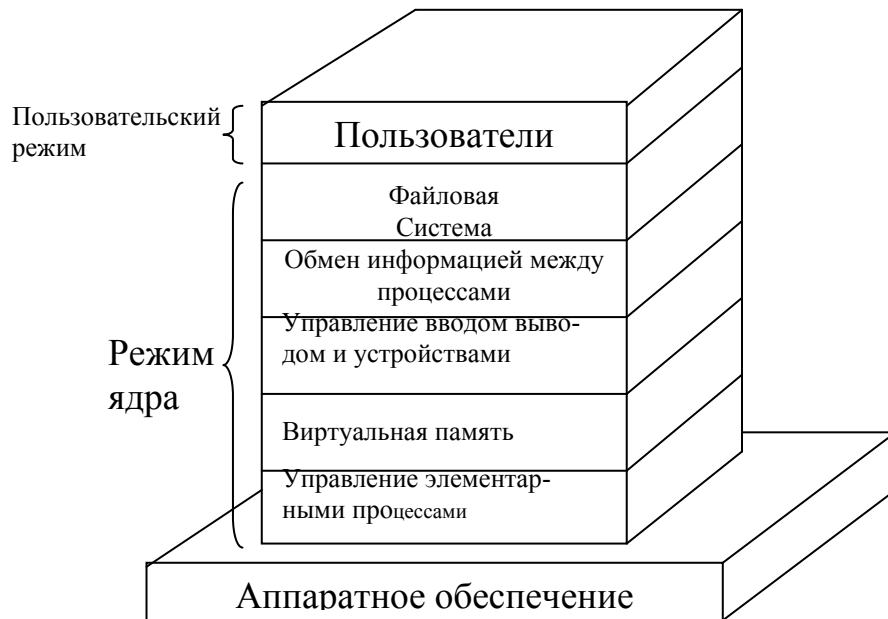 Пользовательский
режим
Пользователи
Файловая
Система
Обмен информацией между
процессами
Управление вводом выво-
дом и устройствами
Режим
ядра
Виртуальная память
Управление элементар-
ными процессами
Аппаратное обеспечение